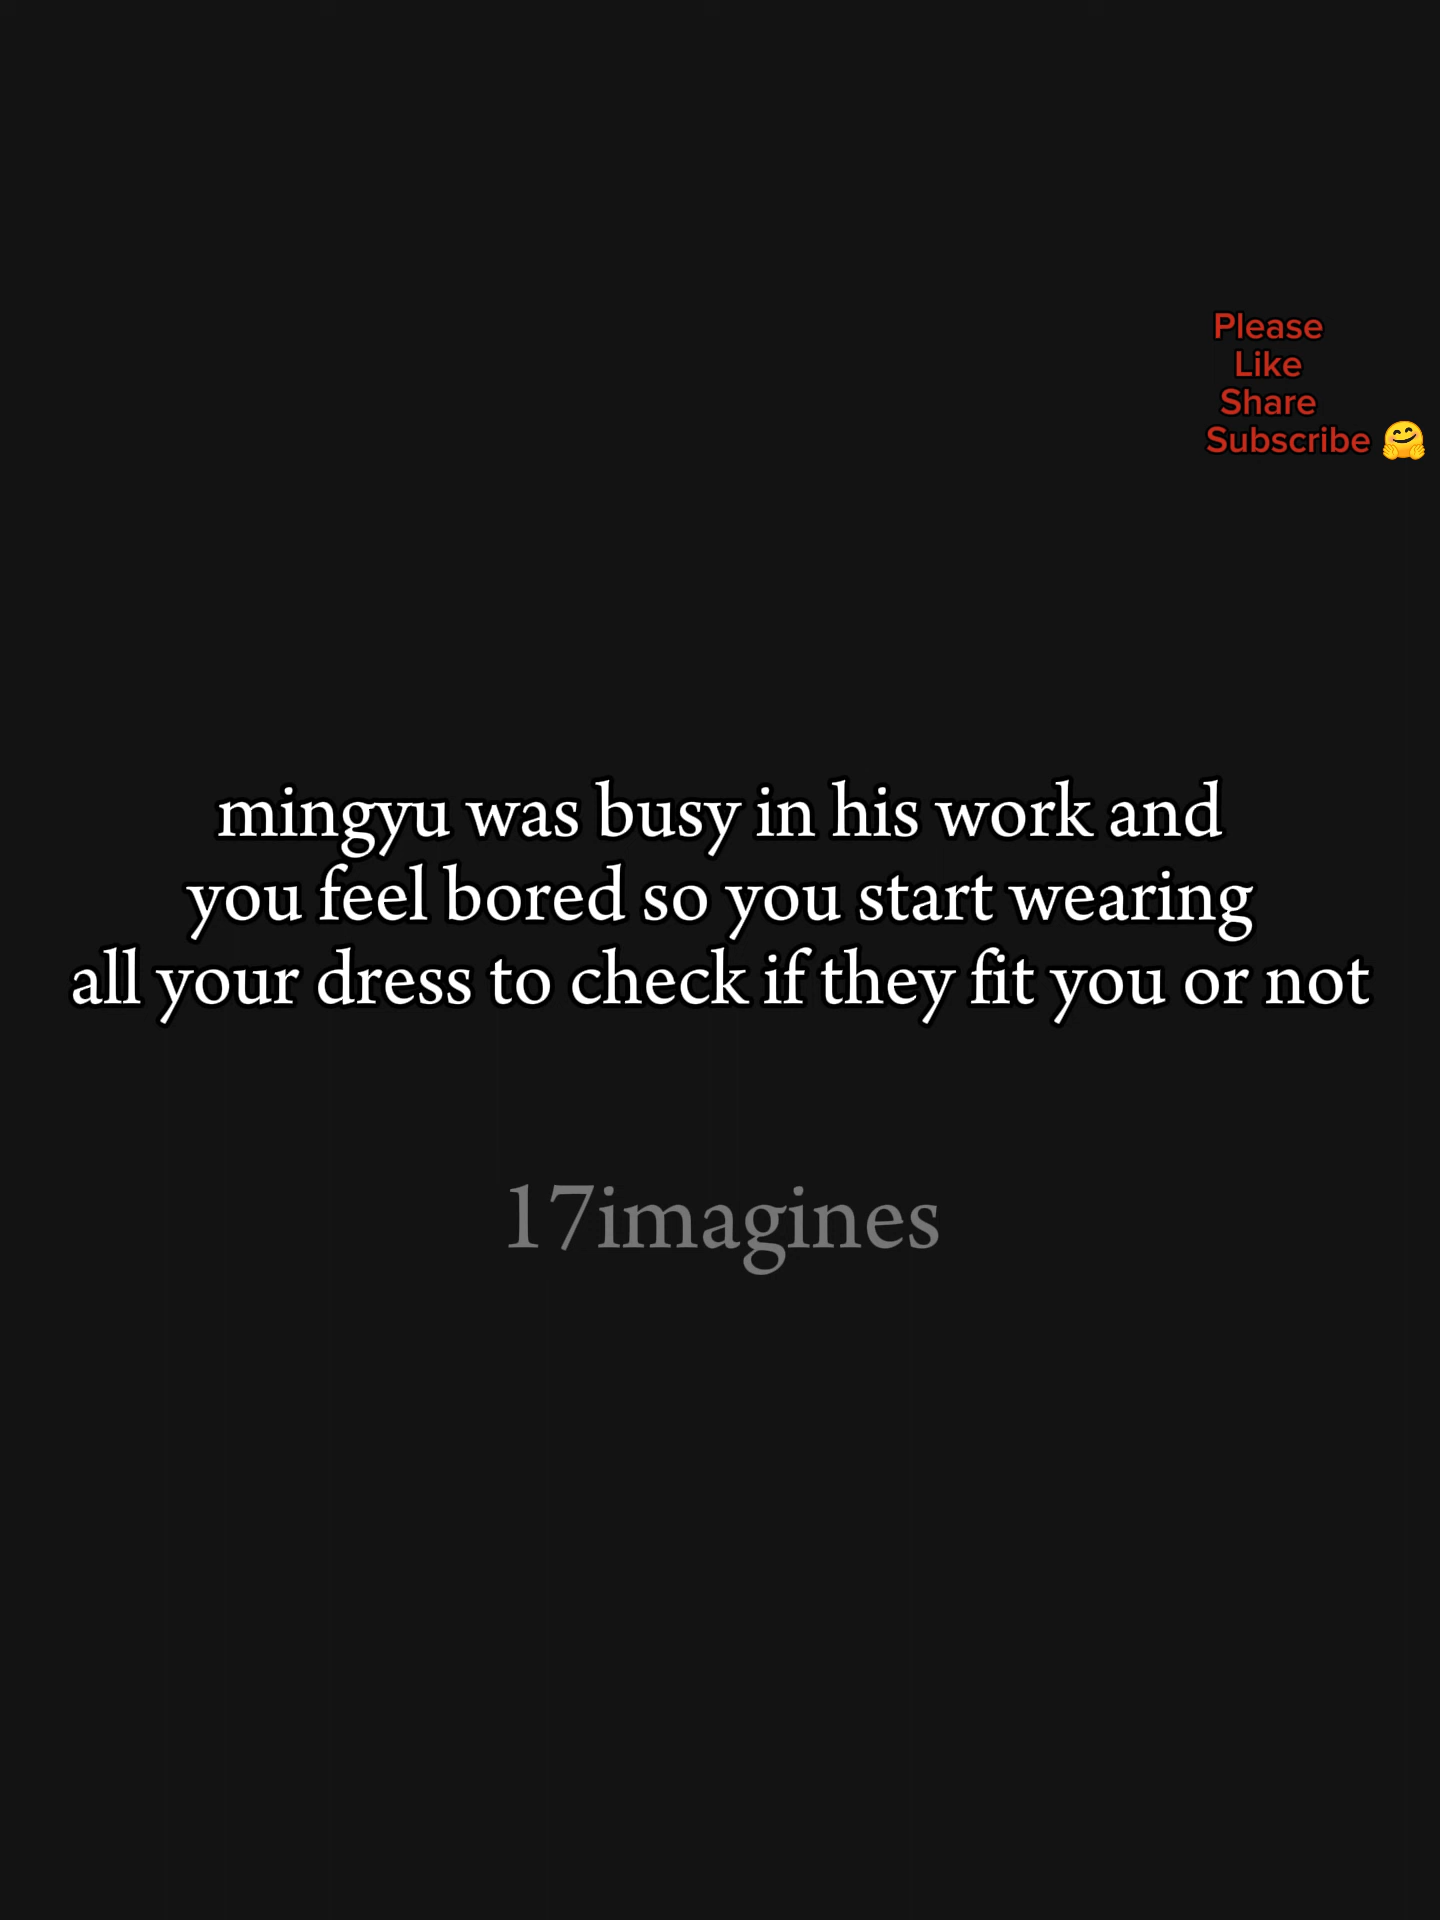 Please
Like
Share
Subscribe 🤗
mingyu was busy in his work and
you feel bored so you start wearing
all your dress to check if they fit you or not
17imagines